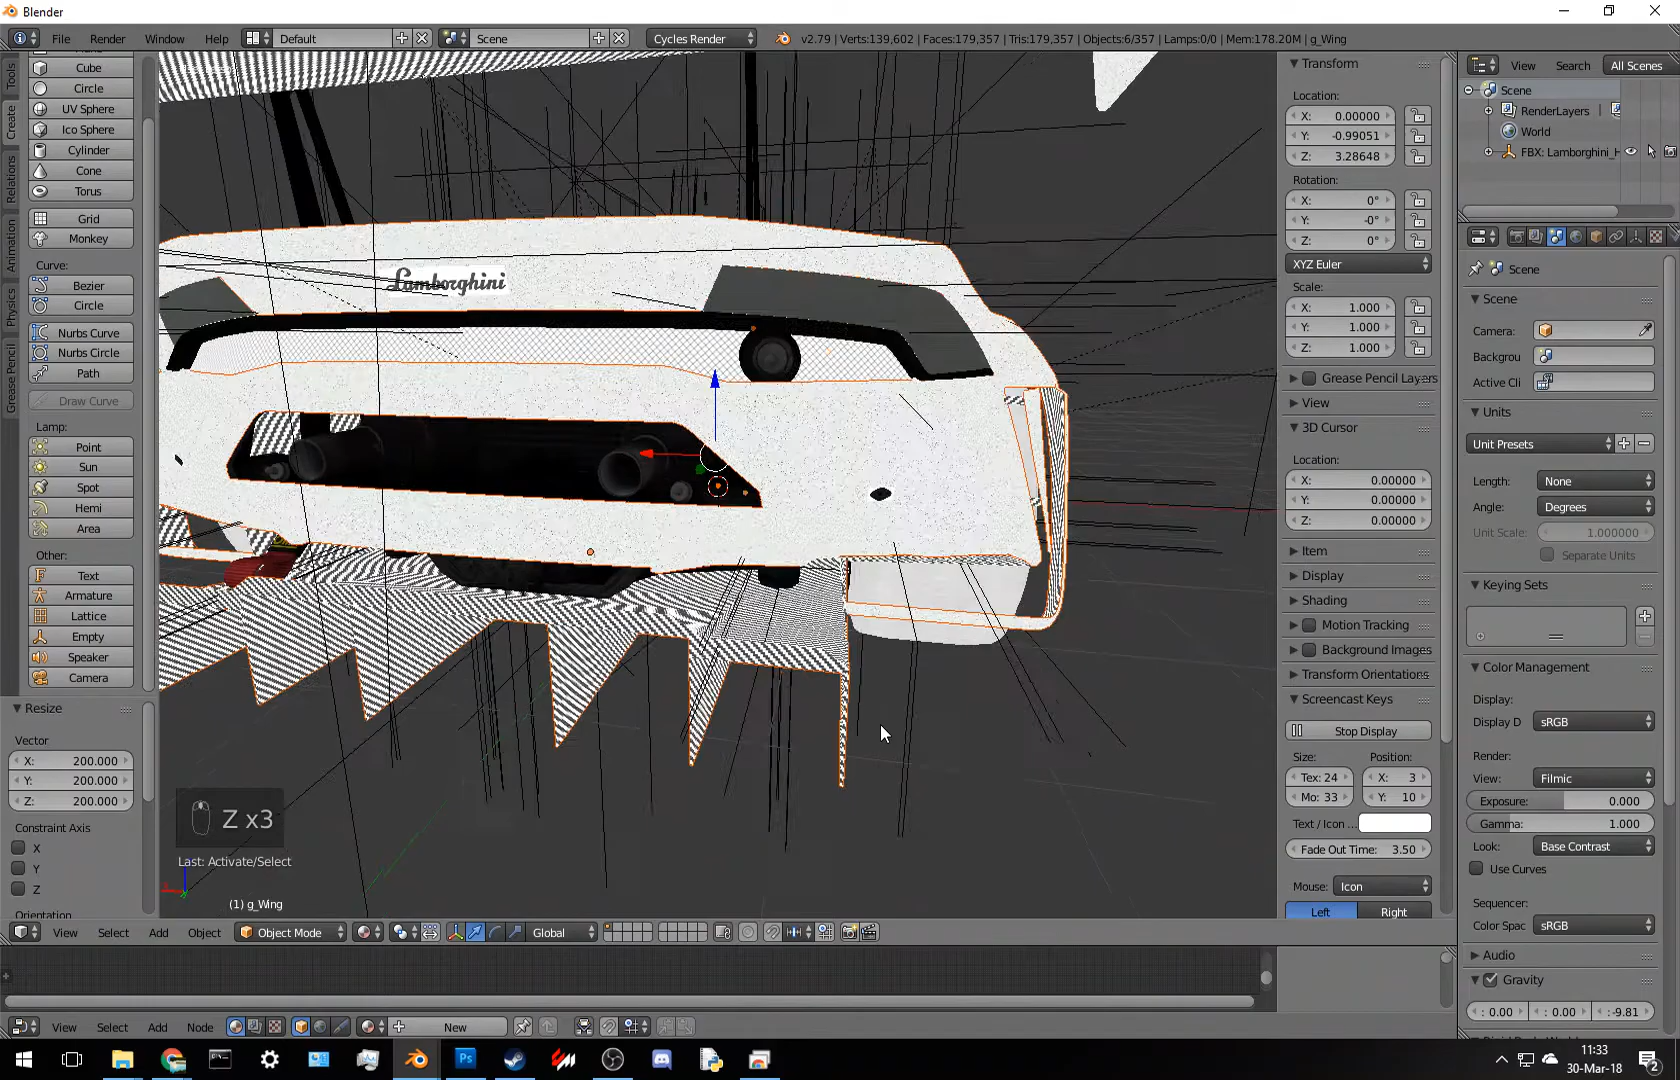 Blender
File
Render
Window
Help
Default
Scene
Cycles Render
v2.79 | Verts:139,602 | Faces:179,357 | Tris:179,357 | Objects:6/357 | Lamps:0/0 | Mem:178.20M | g_Wing
Tools
Create
Relations
Animation
Physics
Grease Pencil
Cube
Circle
UV Sphere
Ico Sphere
Cylinder
Cone
Torus
Grid
Monkey
Curve:
Bezier
Circle
Nurbs Curve
Nurbs Circle
Path
Draw Curve
Lamp:
Point
Sun
Spot
Hemi
Area
Other:
Text
Armature
Lattice
Empty
Speaker
Camera
Resize
Vector
X: 200.000
Y: 200.000
Z: 200.000
Constraint Axis
X
Y
Z
Orientation
Lamborghini
Z x3
Last: Activate/Select
(1) g_Wing
View
Select
Add
Object
Object Mode
Global
View
Select
Add
Node
New
Transform
Location:
X: 0.00000
Y: -0.99051
Z: 3.28648
Rotation:
X: 0°
Y: -0°
Z: 0°
XYZ Euler
Scale:
X: 1.000
Y: 1.000
Z: 1.000
Grease Pencil Layers
View
3D Cursor
Location:
X: 0.00000
Y: 0.00000
Z: 0.00000
Item
Display
Shading
Motion Tracking
Background Images
Transform Orientations
Screencast Keys
Stop Display
Size:
Position:
Tex: 24
X: 3
Mo: 33
Y: 10
Text / Icon ...
Fade Out Time: 3.50
Mouse:
Icon
Left
Right
View
Search
All Scenes
Scene
RenderLayers
World
FBX: Lamborghini_H
Scene
Scene
Camera:
Backgrou
Active Cli
Units
Unit Presets
Length:
None
Angle:
Degrees
Unit Scale:
1.000000
Separate Units
Keying Sets
Color Management
Display:
Display D
sRGB
Render:
View:
Filmic
Exposure: 0.000
Gamma: 1.000
Look:
Base Contrast
Use Curves
Sequencer:
Color Spac
sRGB
Audio
Gravity
: 0.00
: 0.00
:-9.81
11:33
30-Mar-18
2